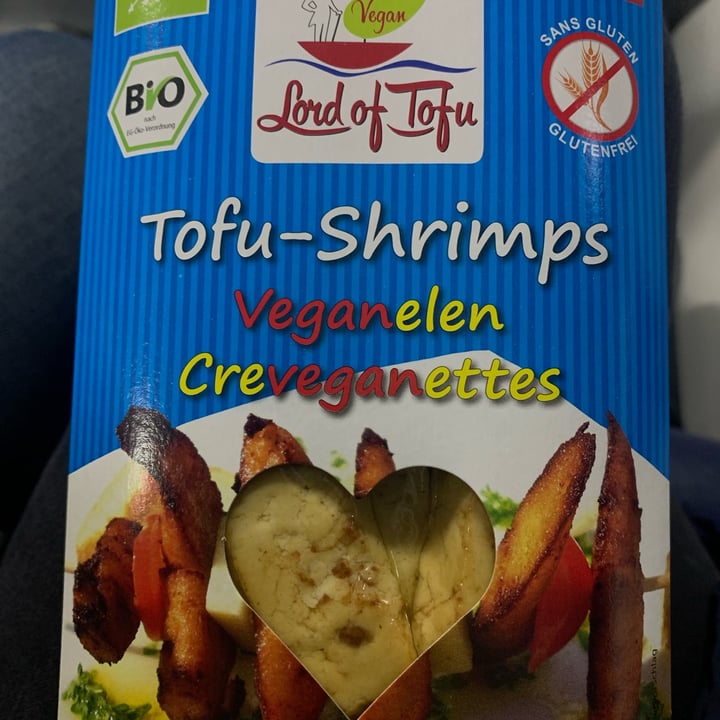 Vegan
Lord of Tofu
BiO
nach
EG-Öko-Verordnung
SANS GLUTEN
GLUTENFREI
Tofu-Shrimps
Veganelen
Creveganettes